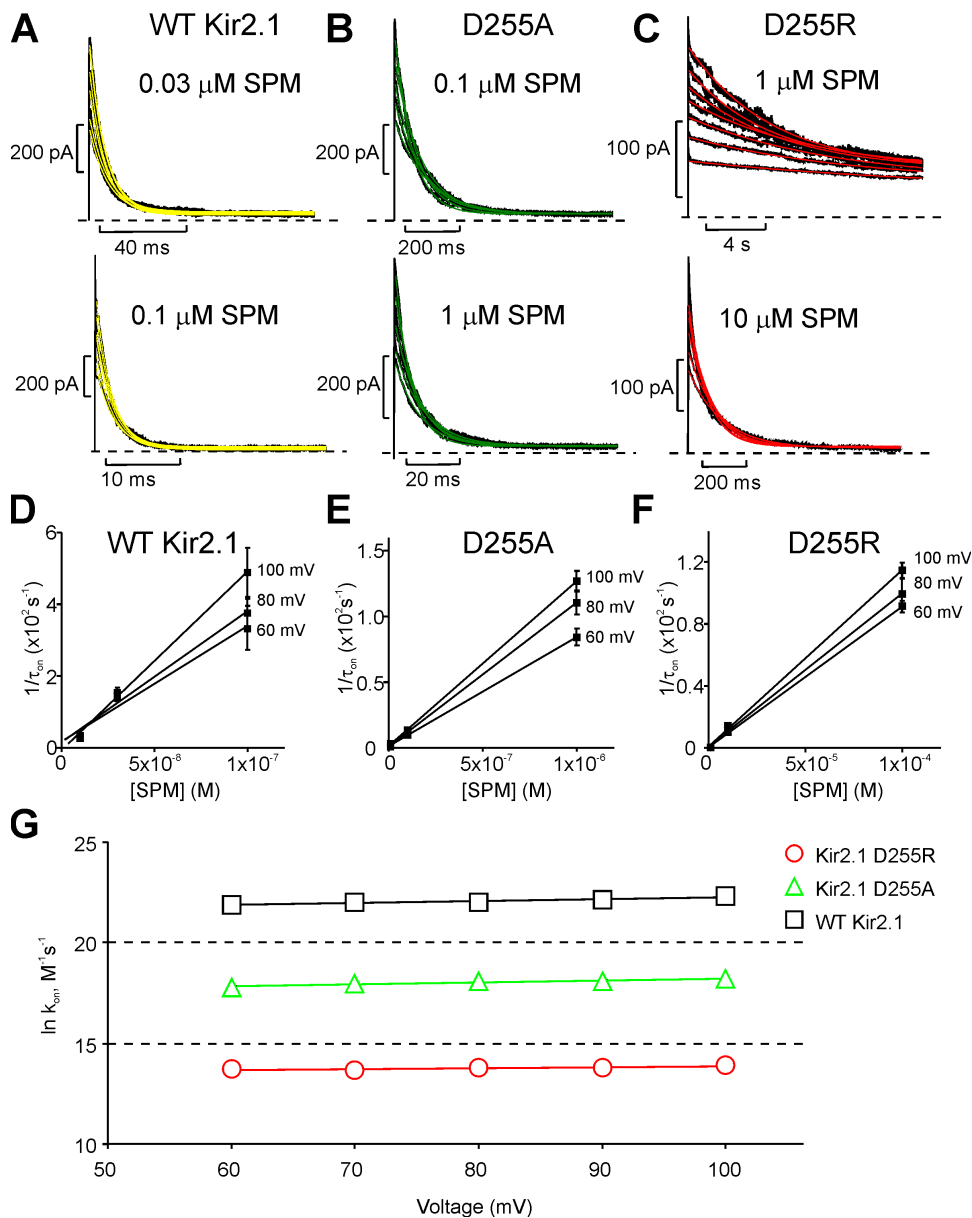 A WT Kir2.1
0.03 μM SPM
200 pA
40 ms
0.1 μM SPM
200 pA
10 ms
B D255A
0.1 μM SPM
200 pA
200 ms
1 μM SPM
200 pA
20 ms
C D255R
1 μM SPM
100 pA
4 s
10 μM SPM
100 pA
200 ms
D WT Kir2.1
1/τon (x10² s-¹)
6
4
2
0
100 mV
80 mV
60 mV
0 5x10-⁸ 1x10-⁷
[SPM] (M)
E D255A
1/τon (x10² s-¹)
1.5
1.0
0.5
0
100 mV
80 mV
60 mV
0 5x10-⁷ 1x10-⁶
[SPM] (M)
F D255R
1/τon (x10² s-¹)
1.2
0.8
0.4
0
100 mV
80 mV
60 mV
0 5x10-⁵ 1x10-⁴
[SPM] (M)
G
ln kon, M-¹s-¹
25
20
15
10
Kir2.1 D255R
Kir2.1 D255A
WT Kir2.1
50 60 70 80 90 100
Voltage (mV)